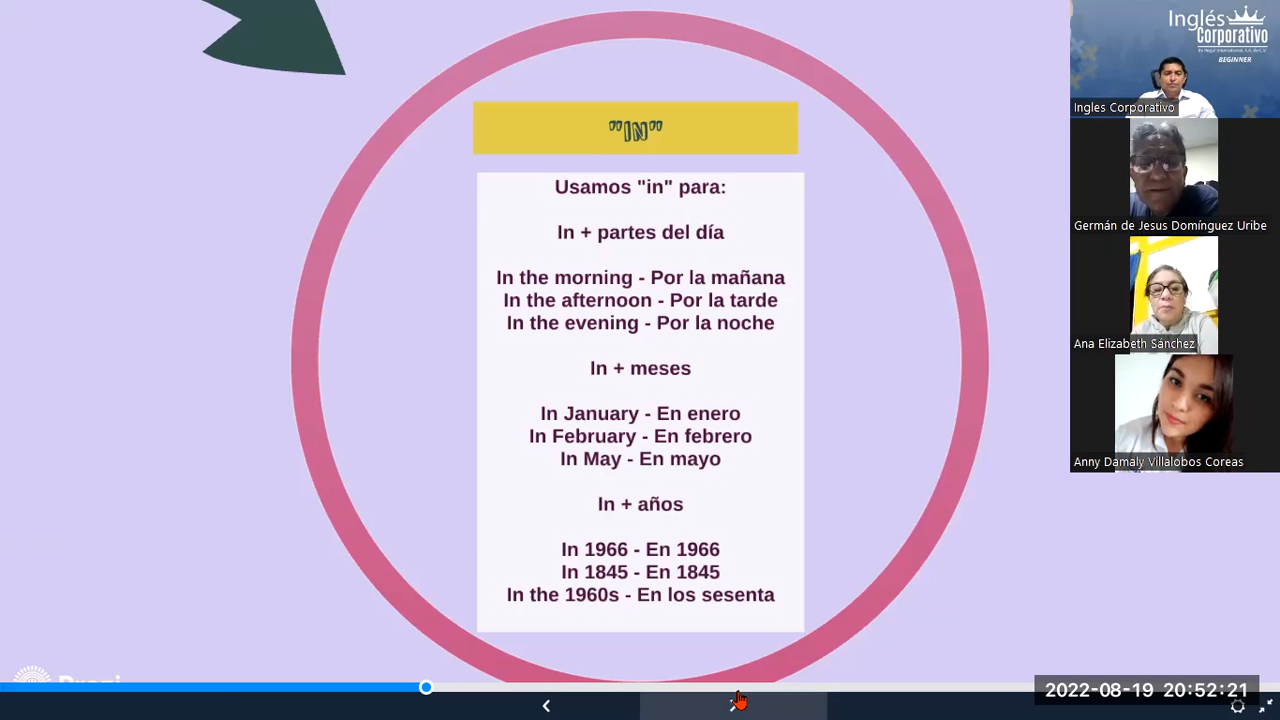 "IN"
Usamos "in" para:
In + partes del día
In the morning - Por la mañana
In the afternoon - Por la tarde
In the evening - Por la noche
In + meses
In January - En enero
In February - En febrero
In May - En mayo
In + años
In 1966 - En 1966
In 1845 - En 1845
In the 1960s - En los sesenta
Prezi
Inglés
Corporativo
BEGINNER
Ingles Corporativo
Germán de Jesus Domínguez Uribe
Ana Elizabeth Sánchez
Anny Damaly Villalobos Coreas
2022-08-19 20:52:21